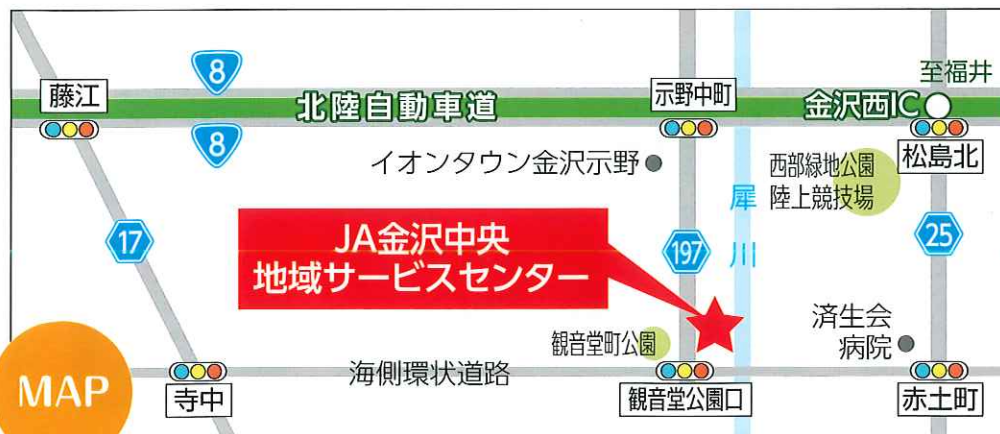 8
藤江
北陸自動車道
示野中町
至福井
金沢西IC
8
イオンタウン金沢示野
松島北
西部緑地公園
陸上競技場
17
JA金沢中央
地域サービスセンター
197
犀川
25
観音堂町公園
済生会
病院
MAP
寺中
海側環状道路
観音堂公園口
赤土町